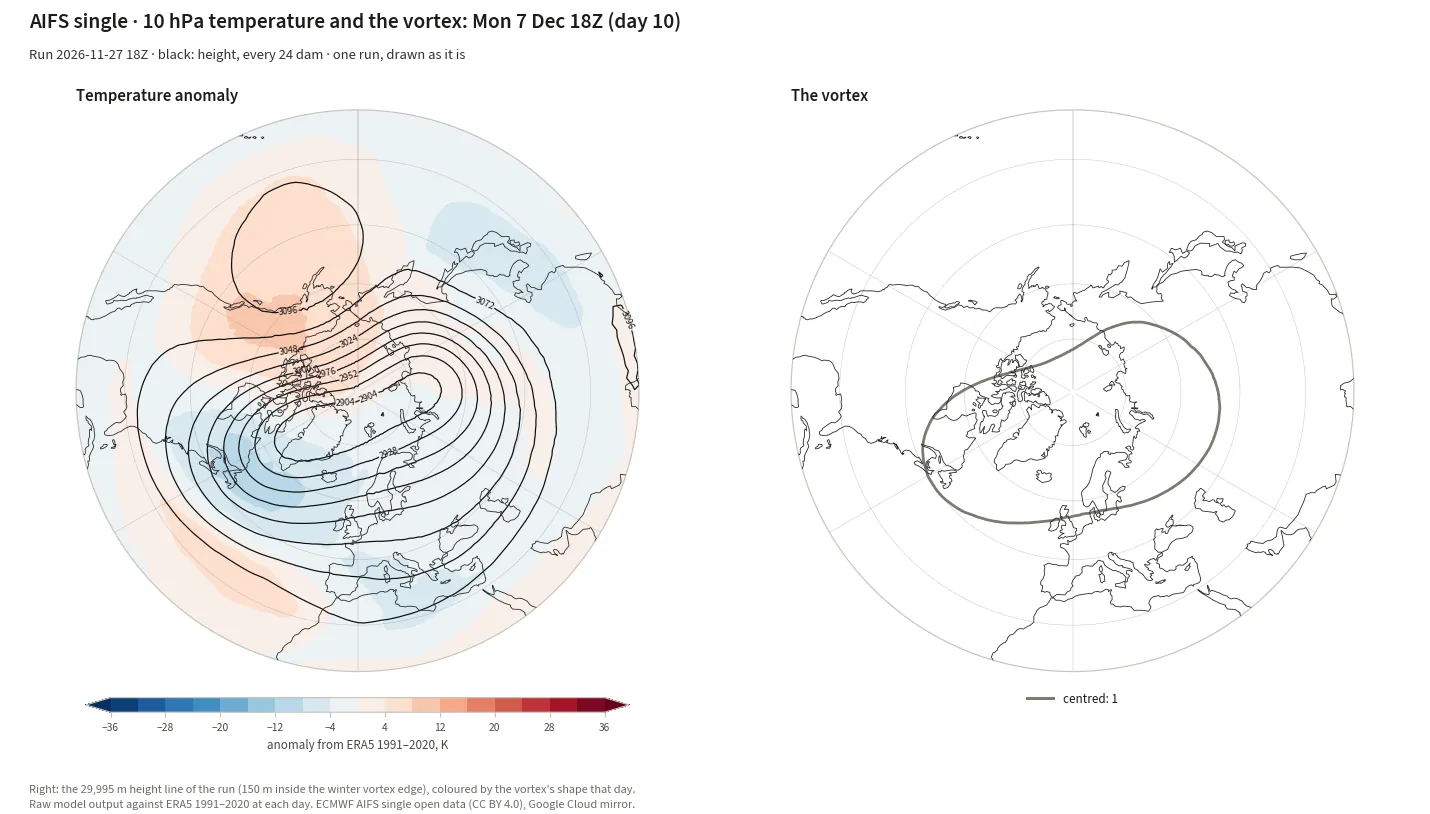 AIFS single · 10 hPa temperature and the vortex: Mon 7 Dec 18Z (day 10)
Run 2026-11-27 18Z · black: height, every 24 dam · one run, drawn as it is
Temperature anomaly
The vortex
3096
3072
3096
3024
3048
2976
2952
2904
2904
2928
centred: 1
−36
−28
−20
−12
−4
4
12
20
28
36
anomaly from ERA5 1991–2020, K
Right: the 29,995 m height line of the run (150 m inside the winter vortex edge), coloured by the vortex's shape that day.
Raw model output against ERA5 1991–2020 at each day. ECMWF AIFS single open data (CC BY 4.0), Google Cloud mirror.